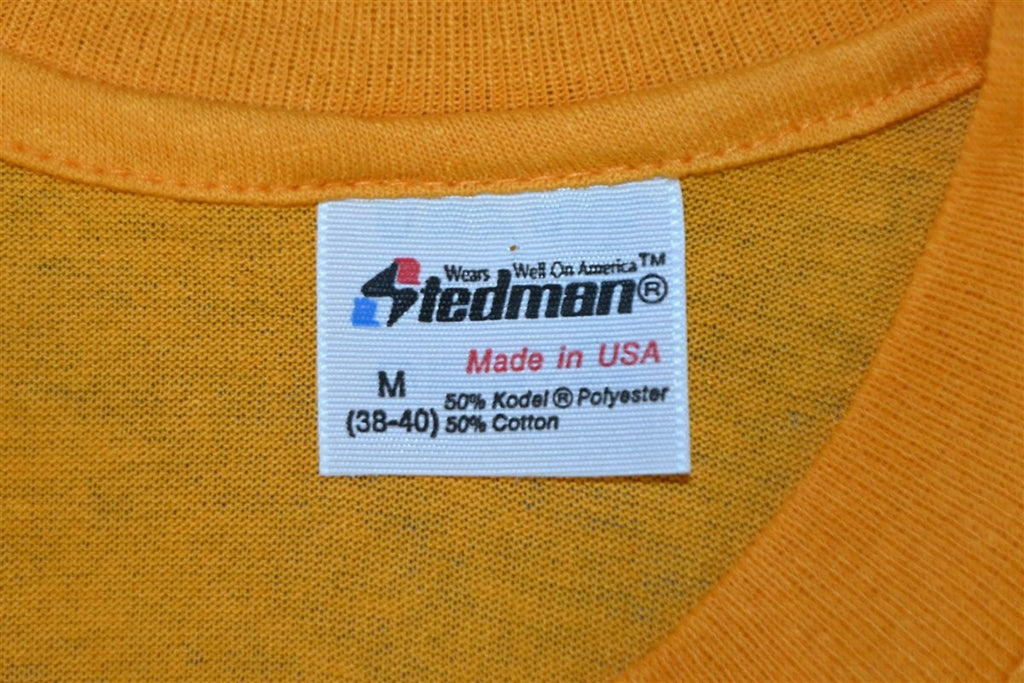 Wears Well On America™
Stedman®
Made in USA
M
(38-40)
50% Kodel® Polyester
50% Cotton